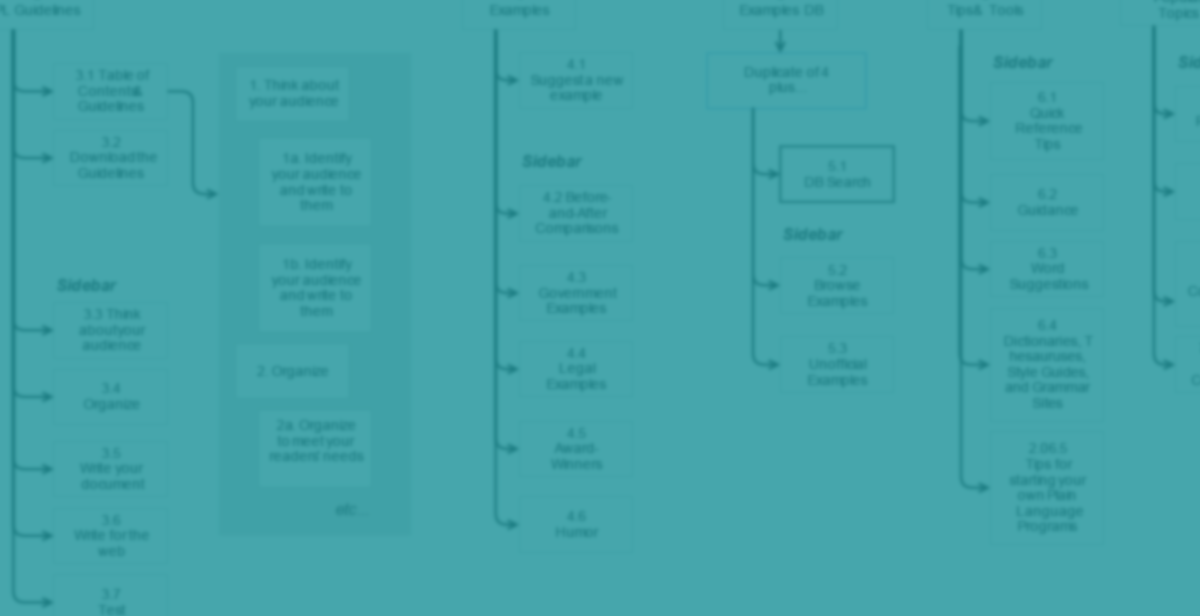 PL Guidelines
3.1 Table of
Contents&
Guidelines
3.2
Download the
Guidelines
Sidebar
3.3 Think
about your
audience
3.4
Organize
3.5
Write your
document
3.6
Write for the
web
3.7
Test
1. Think about
your audience
1a. Identify
your audience
and write to
them
1b. Identify
your audience
and write to
them
2. Organize
2a. Organize
to meet your
readent needs
etc...
Examples
4.1
Suggest a new
example
Sidebar
4.2 Before-
and-After
Comparisons
4.3
Government
Examples
4.4
Legal
Examples
4.5
Award-
Winners
4.6
Humor
Examples DB
Duplicate of 4
plus...
5.1
DB Search
Sidebar
5.2
Browse
Examples
5.3
Unofficial
Examples
Tips& Tools
Sidebar
6.1
Quick
Reference
Tips
6.2
Guidance
6.3
Word
Suggestions
6.4
Dictionaries, T
hesauruses,
Style Guides,
and Grammar
Sites
2.06.5
Tips for
starting your
own Plain
Language
Programs
Topics